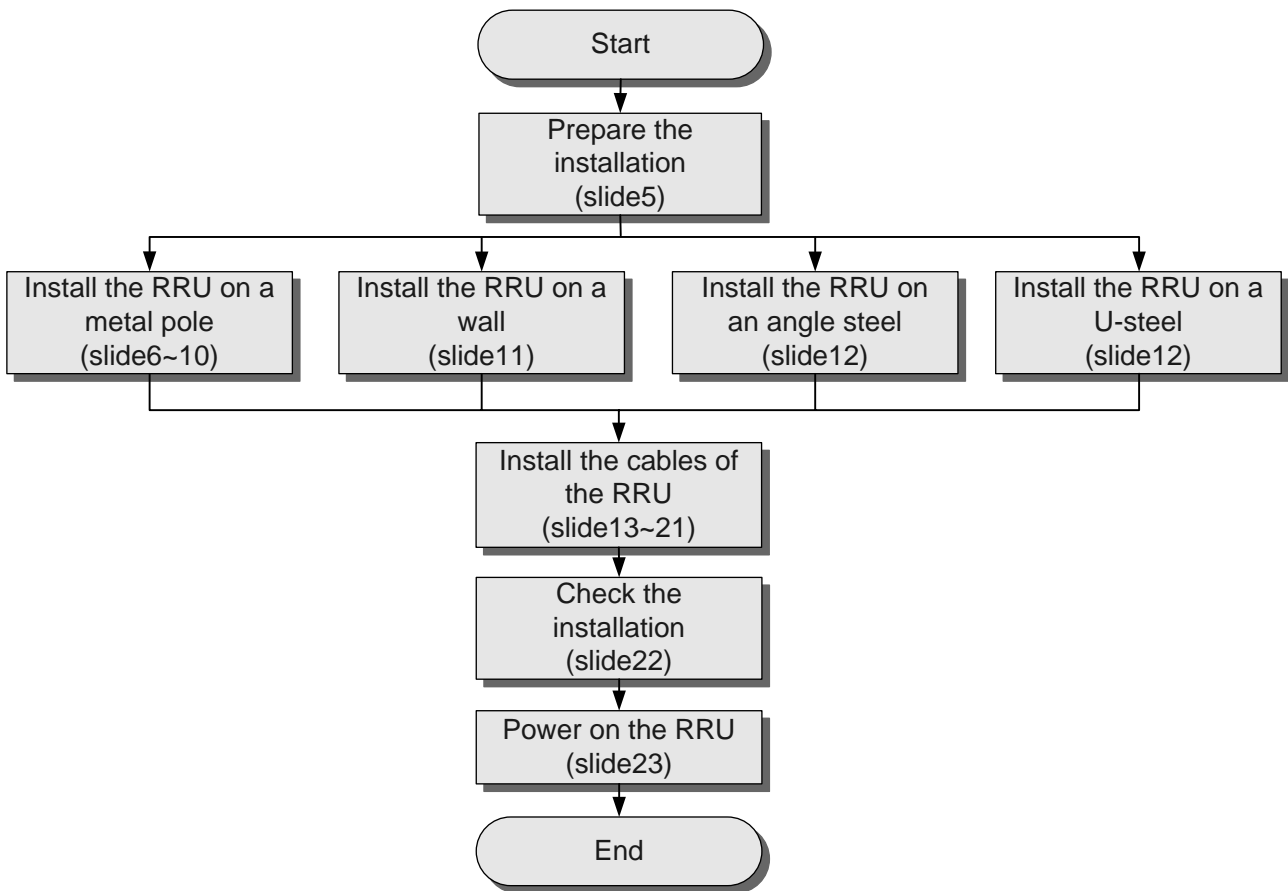 Start
Prepare the
installation
(slide5)
Install the RRU on a
metal pole
(slide6~10)
Install the RRU on a
wall
(slide11)
Install the RRU on
an angle steel
(slide12)
Install the RRU on a
U-steel
(slide12)
Install the cables of
the RRU
(slide13~21)
Check the
installation
(slide22)
Power on the RRU
(slide23)
End